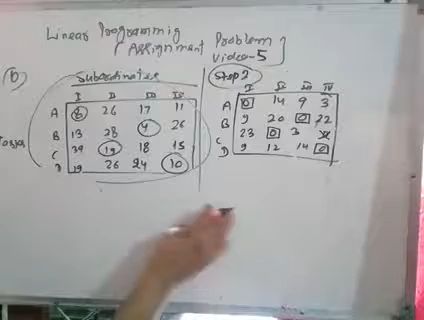 Linear Programming
( Assignment Problem }
Video-5
(b) Subordinates
I II III IV
A 8 26 17 11
B 13 28 4 26
C 39 19 18 15
D 19 26 24 10
Step 2
I II III IV
A 0 14 9 3
B 9 20 0 22
C 23 0 3
D 9 12 14 0